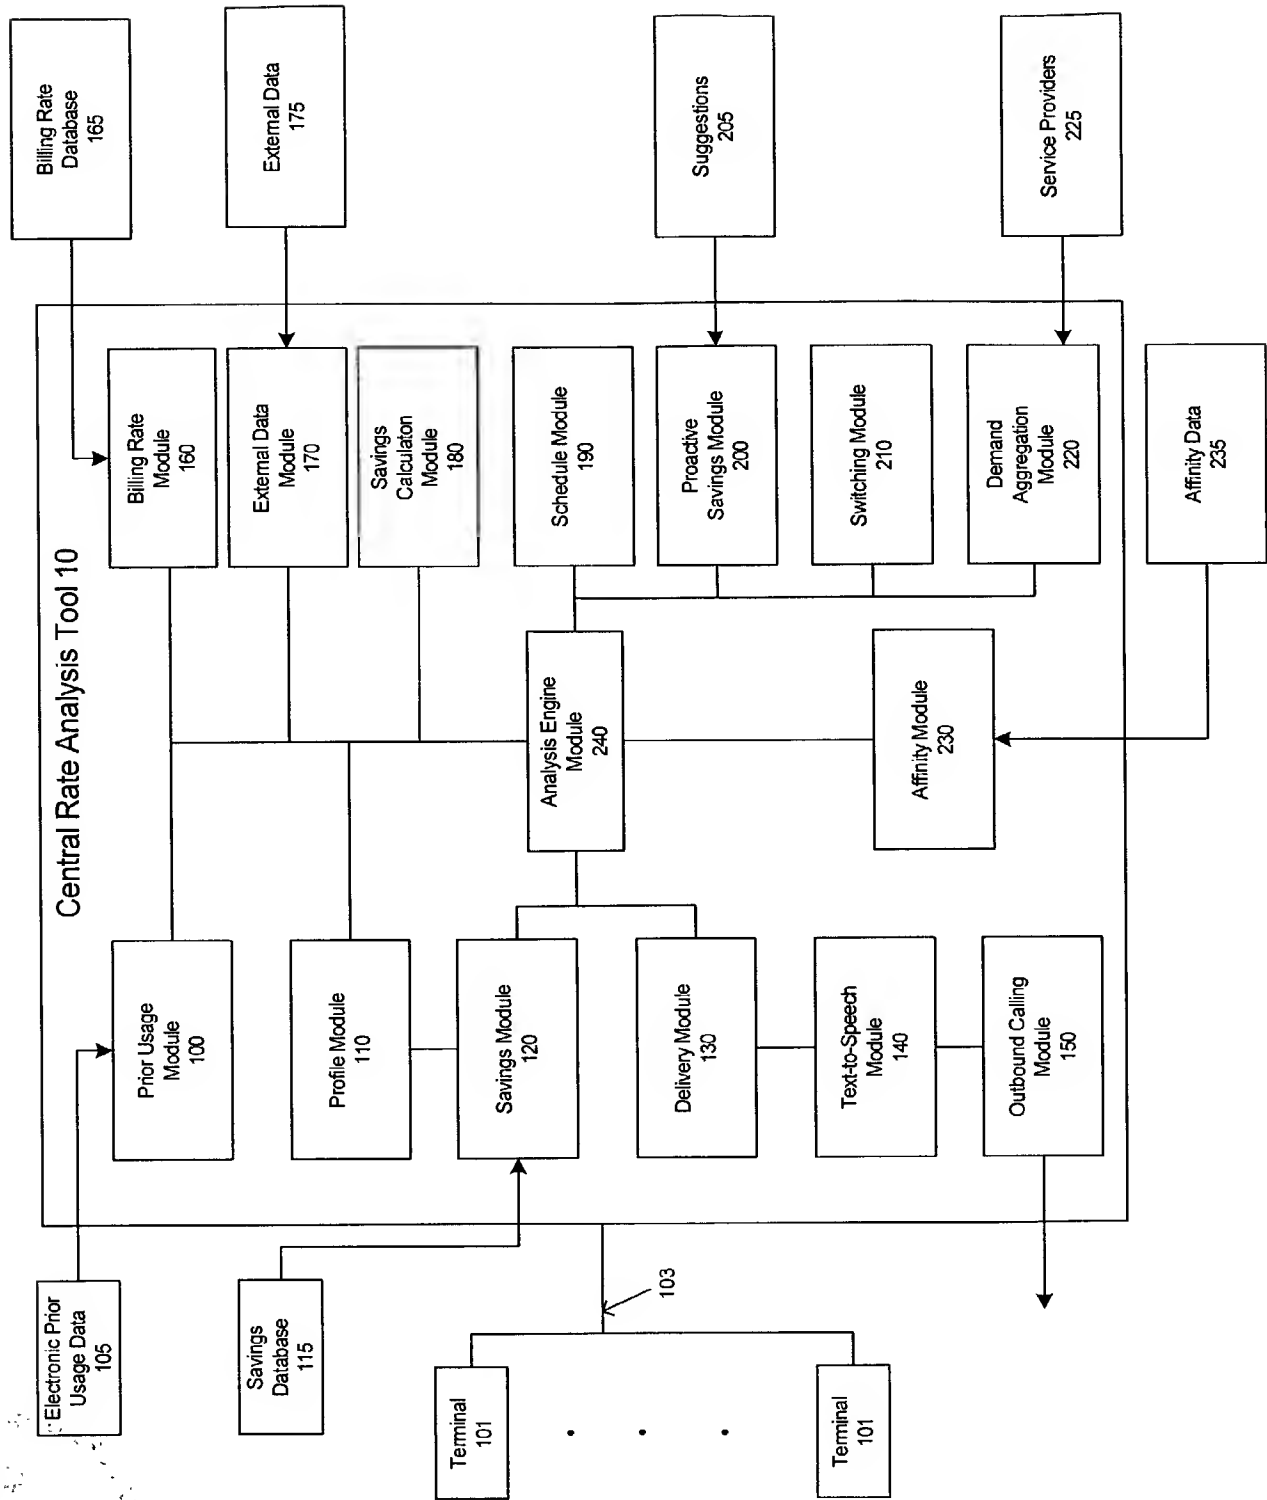 Central Rate Analysis Tool 10
Electronic Prior
Usage Data
105
Savings
Database
115
Terminal
101
Terminal
101
103
Prior Usage
Module
100
Profile Module
110
Savings Module
120
Delivery Module
130
Text-to-Speech
Module
140
Outbound Calling
Module
150
Analysis Engine
Module
240
Affinity Module
230
Billing Rate
Module
160
External Data
Module
170
Savings
Calculaton
Module
180
Schedule Module
190
Proactive
Savings Module
200
Switching Module
210
Demand
Aggregation
Module
220
Billing Rate
Database
165
External Data
175
Suggestions
205
Service Providers
225
Affinity Data
235